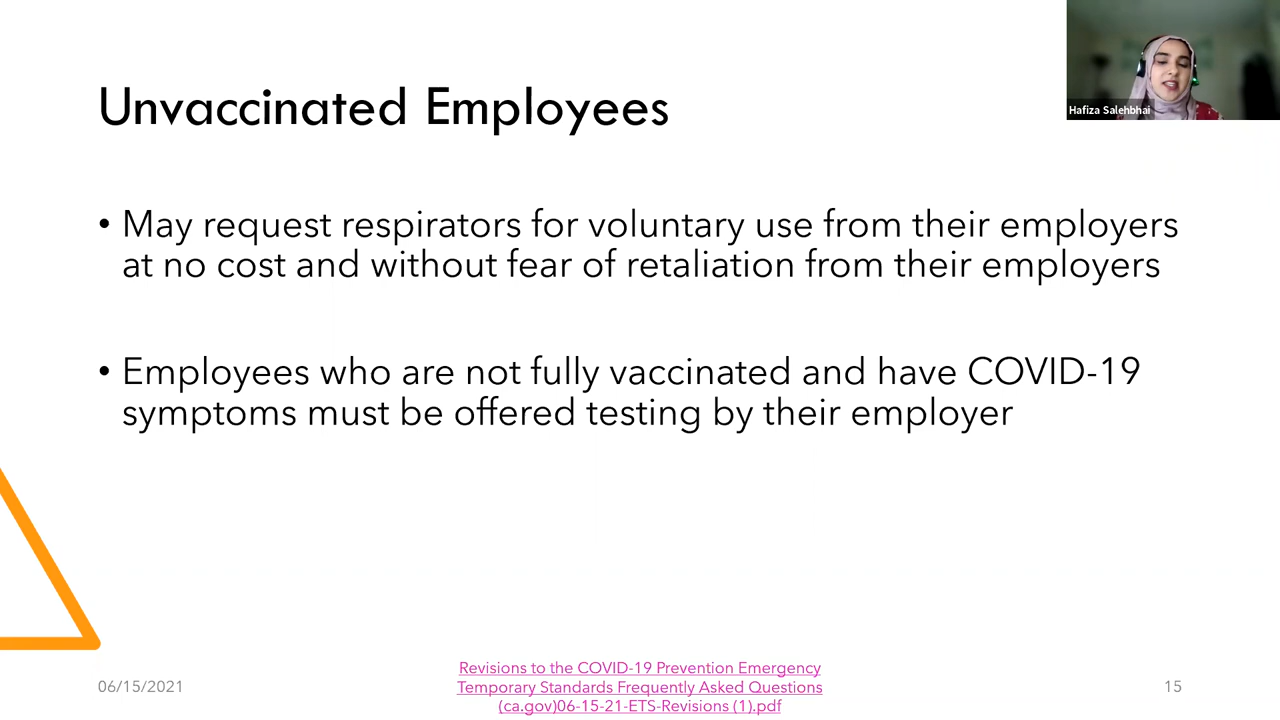 Unvaccinated Employees
Hafiza Salehbhai
• May request respirators for voluntary use from their employers
at no cost and without fear of retaliation from their employers
• Employees who are not fully vaccinated and have COVID-19
symptoms must be offered testing by their employer
06/15/2021
Revisions to the COVID-19 Prevention Emergency
Temporary Standards Frequently Asked Questions
(ca.gov)06-15-21-ETS-Revisions (1).pdf
15